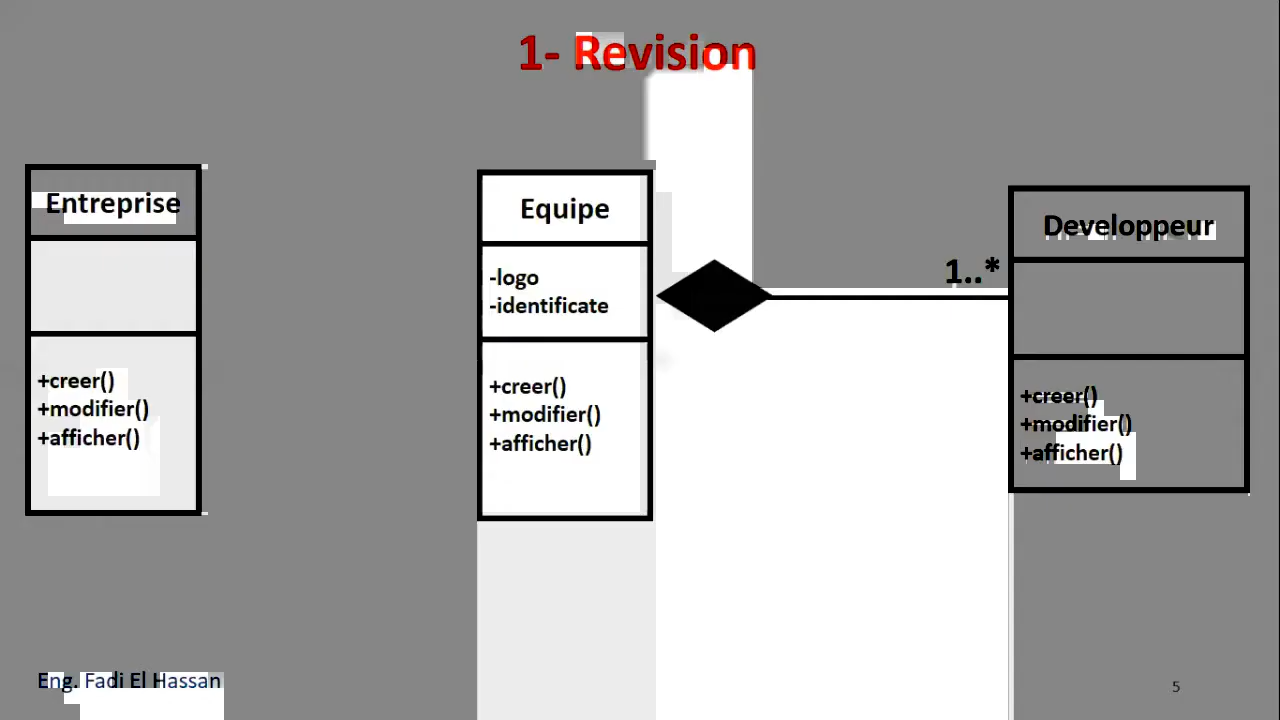 1- Revision
Entreprise
+creer()
+modifier()
+afficher()
Equipe
-logo
-identificate
+creer()
+modifier()
+afficher()
1..*
Developpeur
+creer()
+modifier()
+afficher()
Eng. Fadi El Hassan
5